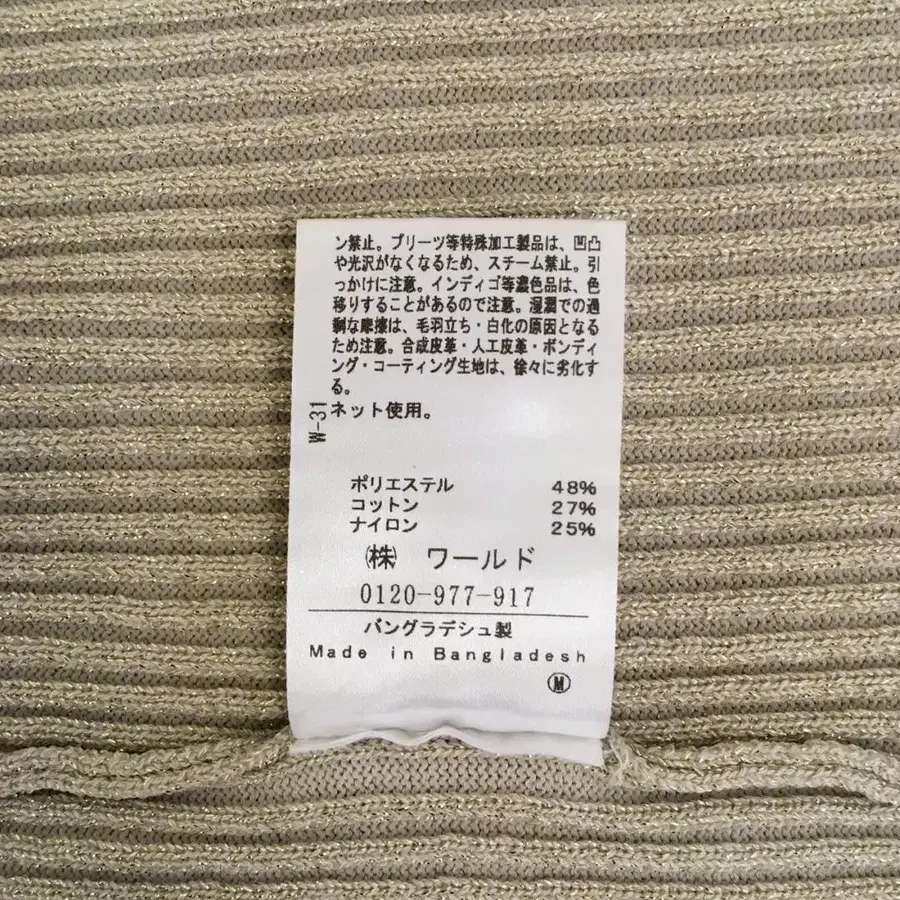 ン禁止。プリーツ等特殊加工製品は、凹凸
や光沢がなくなるため、スチーム禁止。引
っかけに注意。インディゴ等濃色品は、色
移りすることがあるので注意。湿潤での過
剰な摩擦は、毛羽立ち・白化の原因となる
ため注意。合成皮革・人工皮革・ボンディ
ング・コーティング生地は、徐々に劣化す
る。
ネット使用。
W-31
ポリエステル 48%
コットン 27%
ナイロン 25%
㈱ ワールド
0120-977-917
バングラデシュ製
Made in Bangladesh
Ⓜ